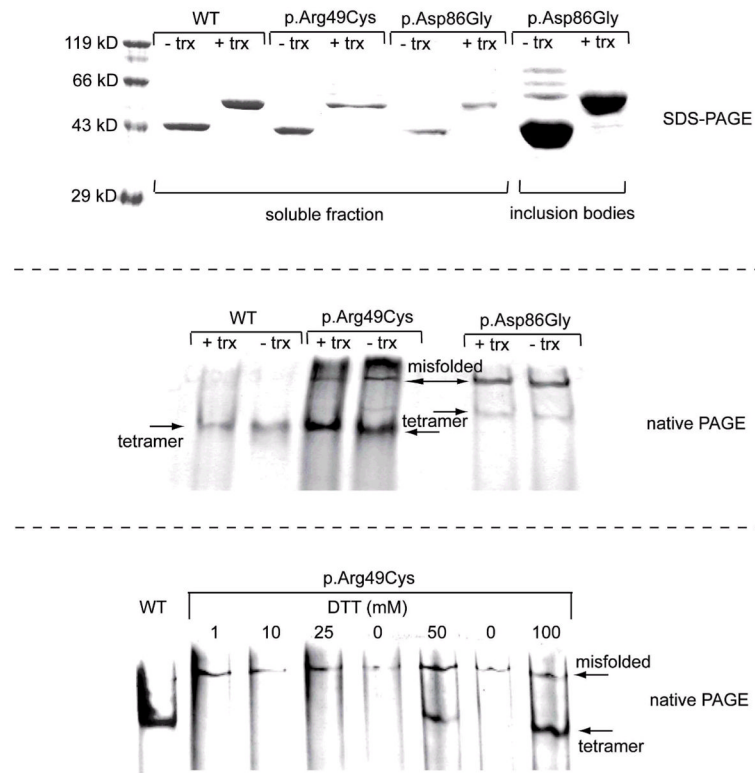 WT p.Arg49Cys p.Asp86Gly p.Asp86Gly
119 kD - trx + trx - trx + trx - trx + trx - trx + trx
66 kD
43 kD SDS-PAGE
29 kD
soluble fraction inclusion bodies
WT p.Arg49Cys p.Asp86Gly
+ trx - trx + trx - trx + trx - trx
misfolded
tetramer tetramer native PAGE
p.Arg49Cys
WT DTT (mM)
1 10 25 0 50 0 100
misfolded
native PAGE
tetramer